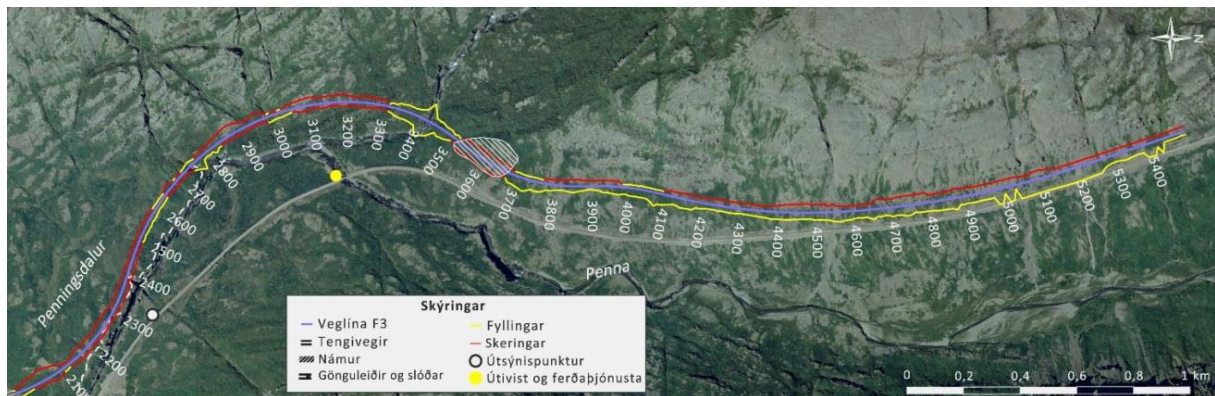 N
Penningsdalur
2100
2200
2300
2400
2500
2600
2700
2800
2900
3000
3100
3200
3300
3400
3500
3600
3700
3800
3900
4000
4100
4200
4300
4400
4500
4600
4700
4800
4900
5000
5100
5200
5300
5400
Penna
Skýringar
Veglína F3
Tengivegir
Námur
Gönguleiðir og slóðar
Fyllingar
Skeringar
Útsýnispunktur
Útivist og ferðaþjónusta
0 0,2 0,4 0,6 0,8 1 km